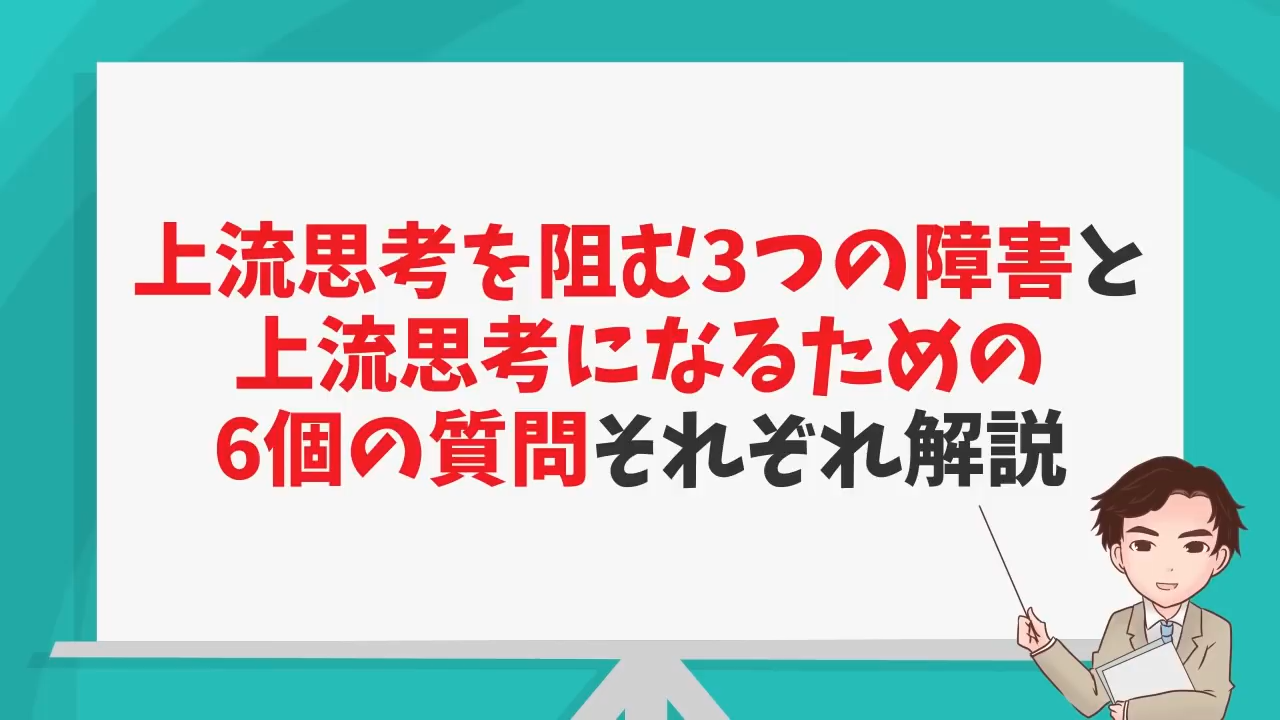 上流思考を阻む3つの障害と
上流思考になるための
6個の質問それぞれ解説